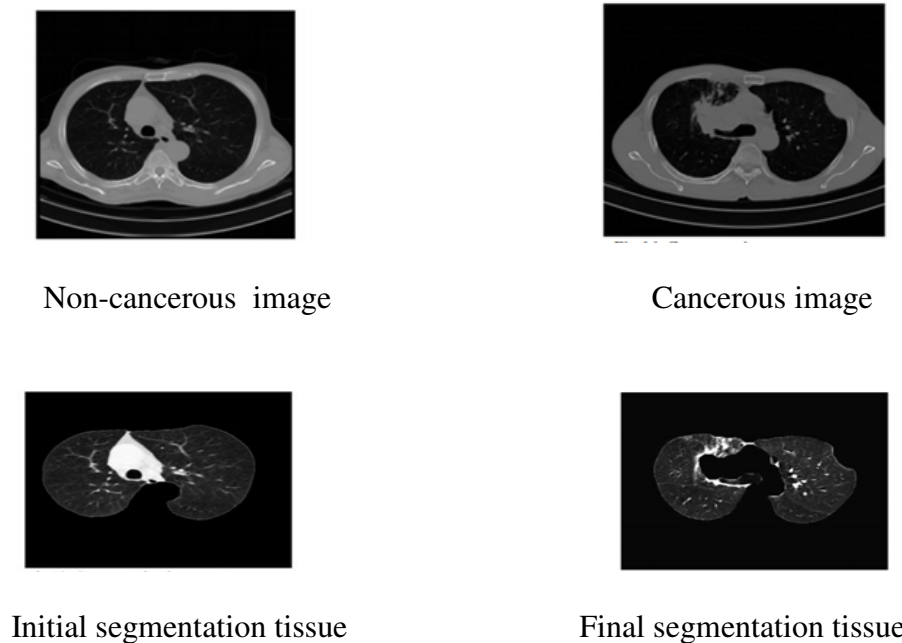 Non-cancerous image
Cancerous image
Initial segmentation tissue
Final segmentation tissue